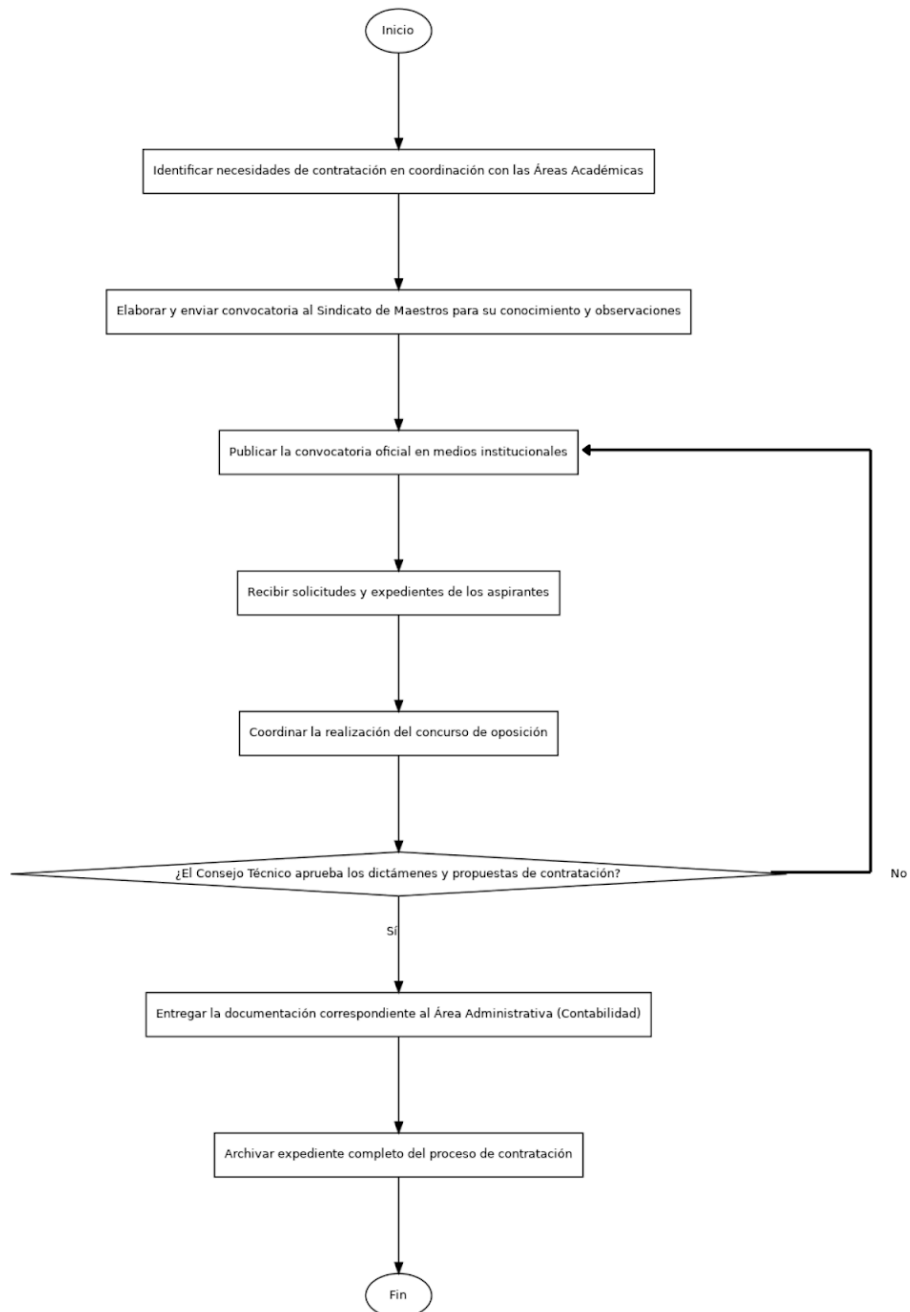 Inicio
Identificar necesidades de contratación en coordinación con las Áreas Académicas
Elaborar y enviar convocatoria al Sindicato de Maestros para su conocimiento y observaciones
Publicar la convocatoria oficial en medios institucionales
Recibir solicitudes y expedientes de los aspirantes
Coordinar la realización del concurso de oposición
¿El Consejo Técnico aprueba los dictámenes y propuestas de contratación?
No
Sí
Entregar la documentación correspondiente al Área Administrativa (Contabilidad)
Archivar expediente completo del proceso de contratación
Fin